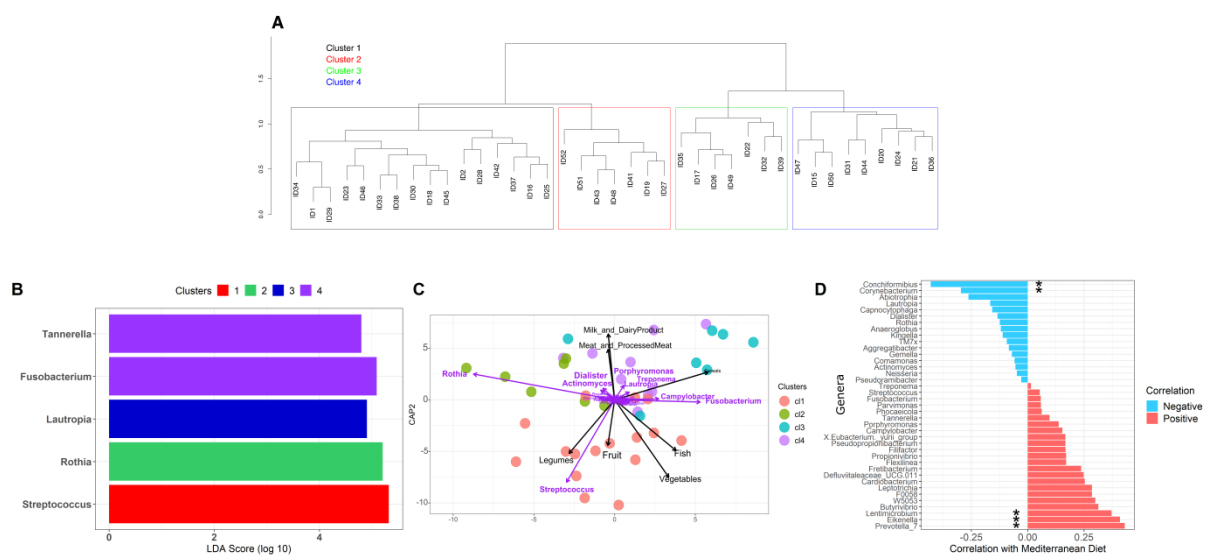 A
Cluster 1
Cluster 2
Cluster 3
Cluster 4
1.5
1.0
0.5
0.0
ID34
ID1
ID29
ID23
ID46
ID33
ID38
ID30
ID18
ID45
ID2
ID28
ID42
ID37
ID16
ID25
ID52
ID51
ID43
ID48
ID41
ID19
ID27
ID35
ID17
ID26
ID49
ID22
ID32
ID39
ID47
ID15
ID50
ID31
ID44
ID20
ID24
ID21
ID36
B
Clusters 1 2 3 4
Tannerella
Fusobacterium
Lautropia
Rothia
Streptococcus
0 2 4
LDA Score (log 10)
C
CAP2
5
0
-5
-10
-10 -5 0 5
Milk_and_DairyProduct
Meat_and_ProcessedMeat
Rothia
Dialister
Actinomyces
Porphyromonas
Treponema
Lautropia
Campylobacter
Fusobacterium
Legumes
Fruit
Fish
Vegetables
Streptococcus
Clusters
cl1
cl2
cl3
cl4
D
Genera
Conchiformibius
Corynebacterium
Abiotrophia
Lautropia
Capnocytophaga
Dialister
Rothia
Anaeroglobus
Kingella
TM7x
Aggregatibacter
Gemella
Comamonas
Actinomyces
Neisseria
Pseudoramibacter
Treponema
Streptococcus
Fusobacterium
Parvimonas
Phocaeicola
Tannerella
Porphyromonas
Campylobacter
X.Eubacterium._yurii_group
Pseudopropionibacterium
Filifactor
Propionivibrio
Flexilinea
Fretibacterium
Defluviitaleaceae_UCG.011
Cardiobacterium
Leptotrichia
F0058
W5053
Butyrivibrio
Lentimicrobium
Eikenella
Prevotella_7
* * * * *
-0.25 0.00 0.25
Correlation with Mediterranean Diet
Correlation
Negative
Positive